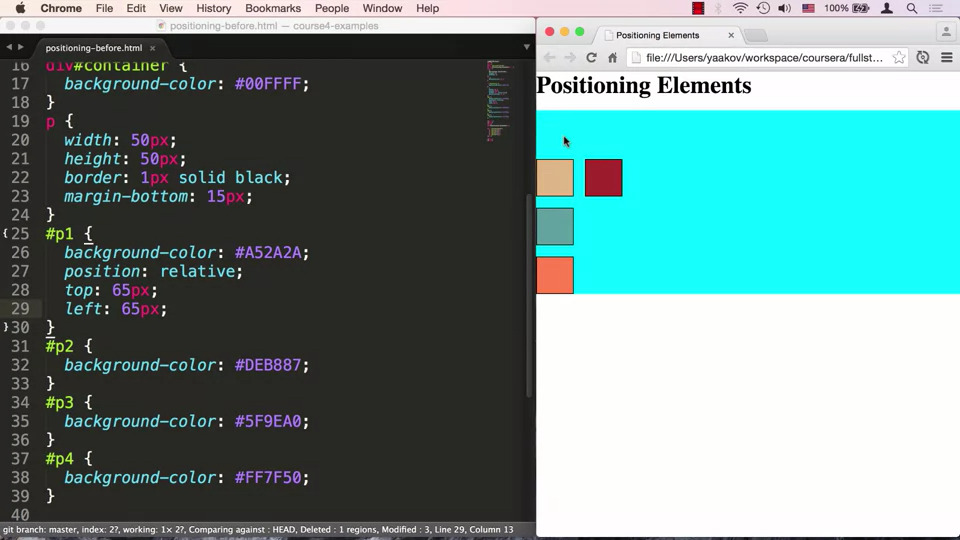 Chrome File Edit View History Bookmarks People Window Help 100%
positioning-before.html — course4-examples
positioning-before.html
16 div#container {
17 background-color: #00FFFF;
18 }
19 p {
20 width: 50px;
21 height: 50px;
22 border: 1px solid black;
23 margin-bottom: 15px;
24 }
25 #p1 {
26 background-color: #A52A2A;
27 position: relative;
28 top: 65px;
29 left: 65px;
30 }
31 #p2 {
32 background-color: #DEB887;
33 }
34 #p3 {
35 background-color: #5F9EA0;
36 }
37 #p4 {
38 background-color: #FF7F50;
39 }
40
git branch: master, index: 2?, working: 1× 2?, Comparing against : HEAD, Deleted : 1 regions, Modified : 3, Line 29, Column 13
Positioning Elements
file:///Users/yaakov/workspace/coursera/fullst...
Positioning Elements